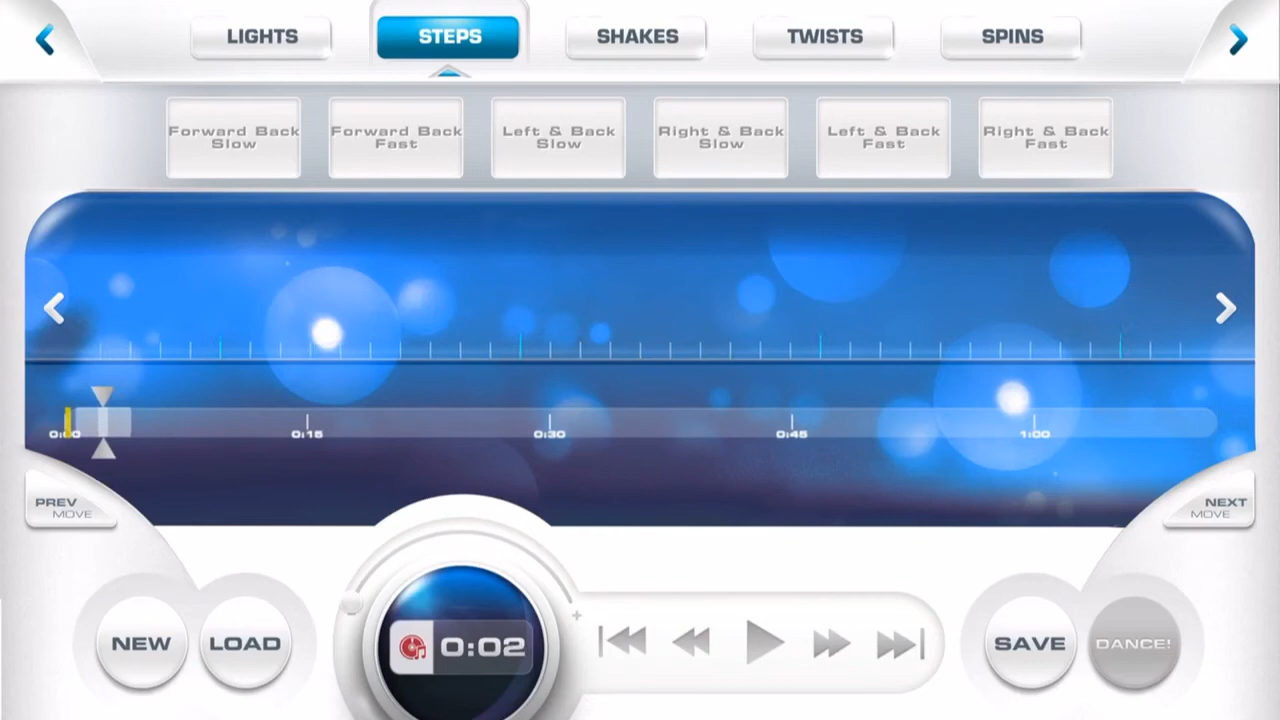 LIGHTS
STEPS
SHAKES
TWISTS
SPINS
Forward Back
Slow
Forward Back
Fast
Left & Back
Slow
Right & Back
Slow
Left & Back
Fast
Right & Back
Fast
0:00
0:15
0:30
0:45
1:00
PREV
MOVE
NEXT
MOVE
NEW
LOAD
0:02
+
SAVE
DANCE!